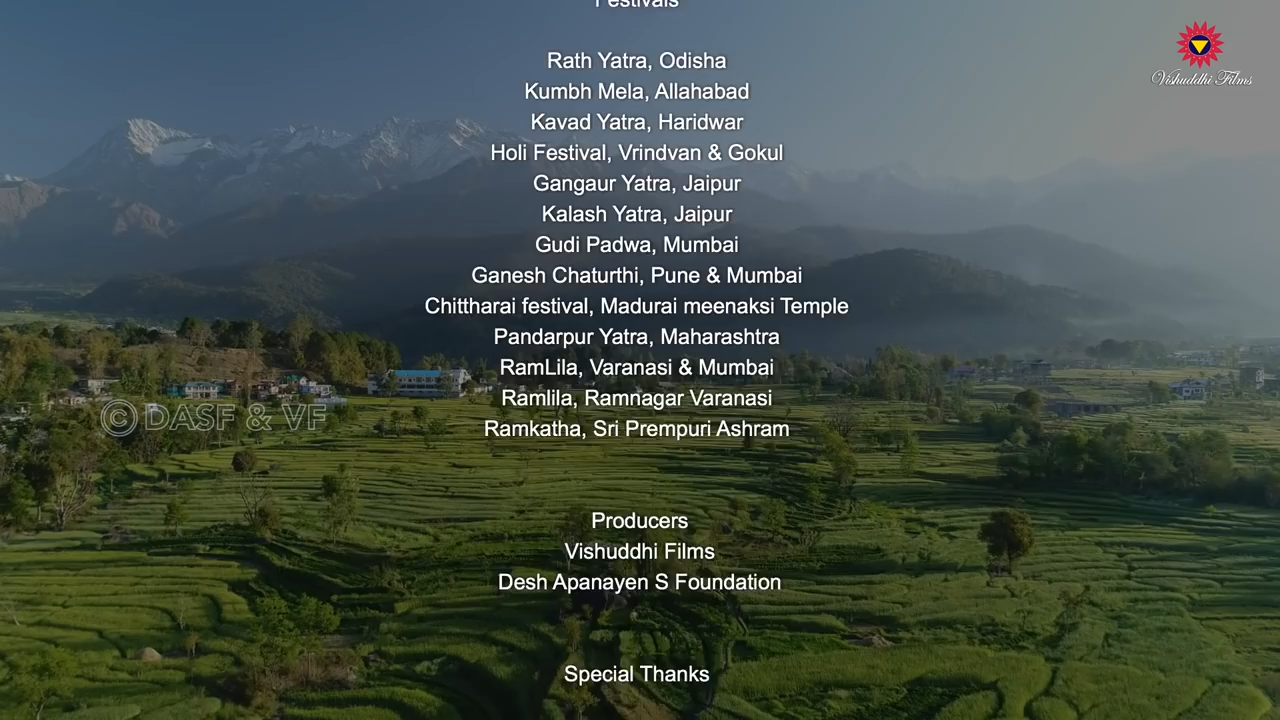 Festivals
Vishuddhi Films
Rath Yatra, Odisha
Kumbh Mela, Allahabad
Kavad Yatra, Haridwar
Holi Festival, Vrindvan & Gokul
Gangaur Yatra, Jaipur
Kalash Yatra, Jaipur
Gudi Padwa, Mumbai
Ganesh Chaturthi, Pune & Mumbai
Chittharai festival, Madurai meenaksi Temple
Pandarpur Yatra, Maharashtra
RamLila, Varanasi & Mumbai
Ramlila, Ramnagar Varanasi
© DASF & VF
Ramkatha, Sri Prempuri Ashram
Producers
Vishuddhi Films
Desh Apanayen S Foundation
Special Thanks